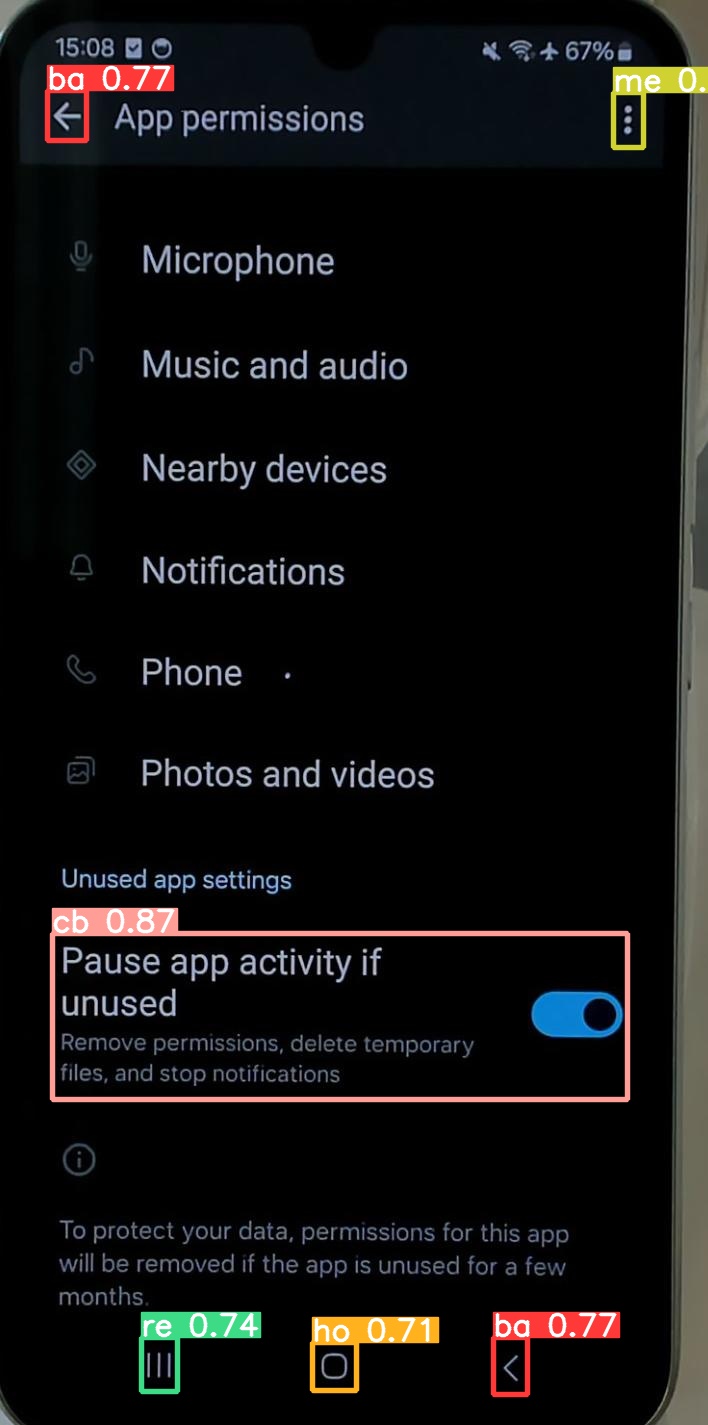 15:08 67%
ba 0.77
me 0.
App permissions
Microphone
Music and audio
Nearby devices
Notifications
Phone
Photos and videos
Unused app settings
cb 0.87
Pause app activity if
unused
Remove permissions, delete temporary
files, and stop notifications
To protect your data, permissions for this app
will be removed if the app is unused for a few
months.
re 0.74
ho 0.71
ba 0.77